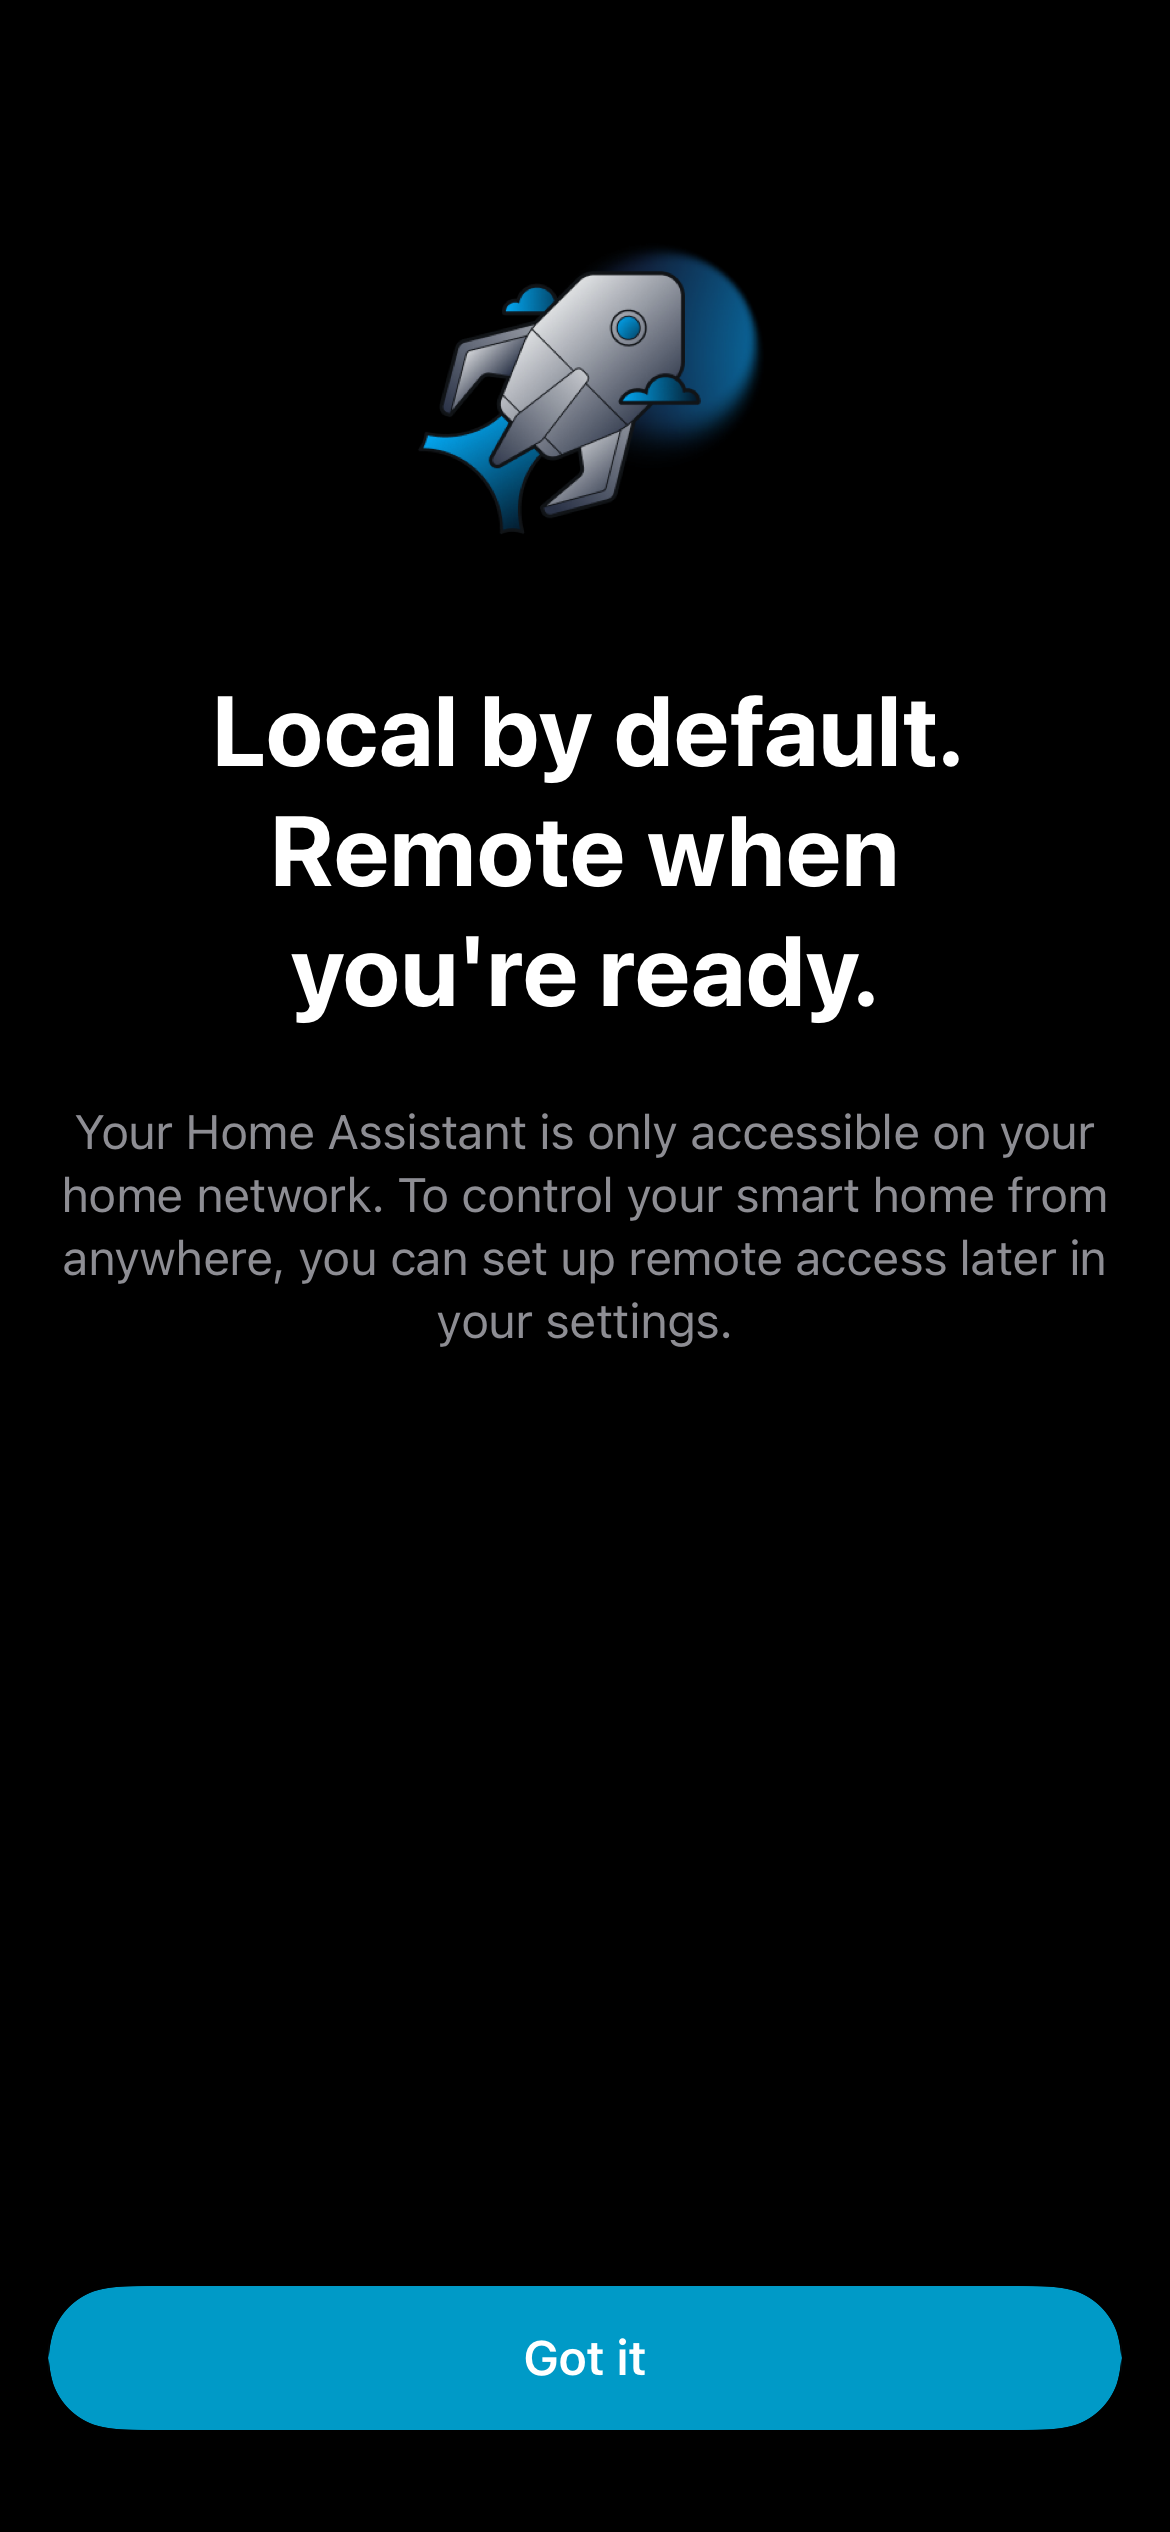 Local by default.
Remote when
you're ready.
Your Home Assistant is only accessible on your
home network. To control your smart home from
anywhere, you can set up remote access later in
your settings.
Got it